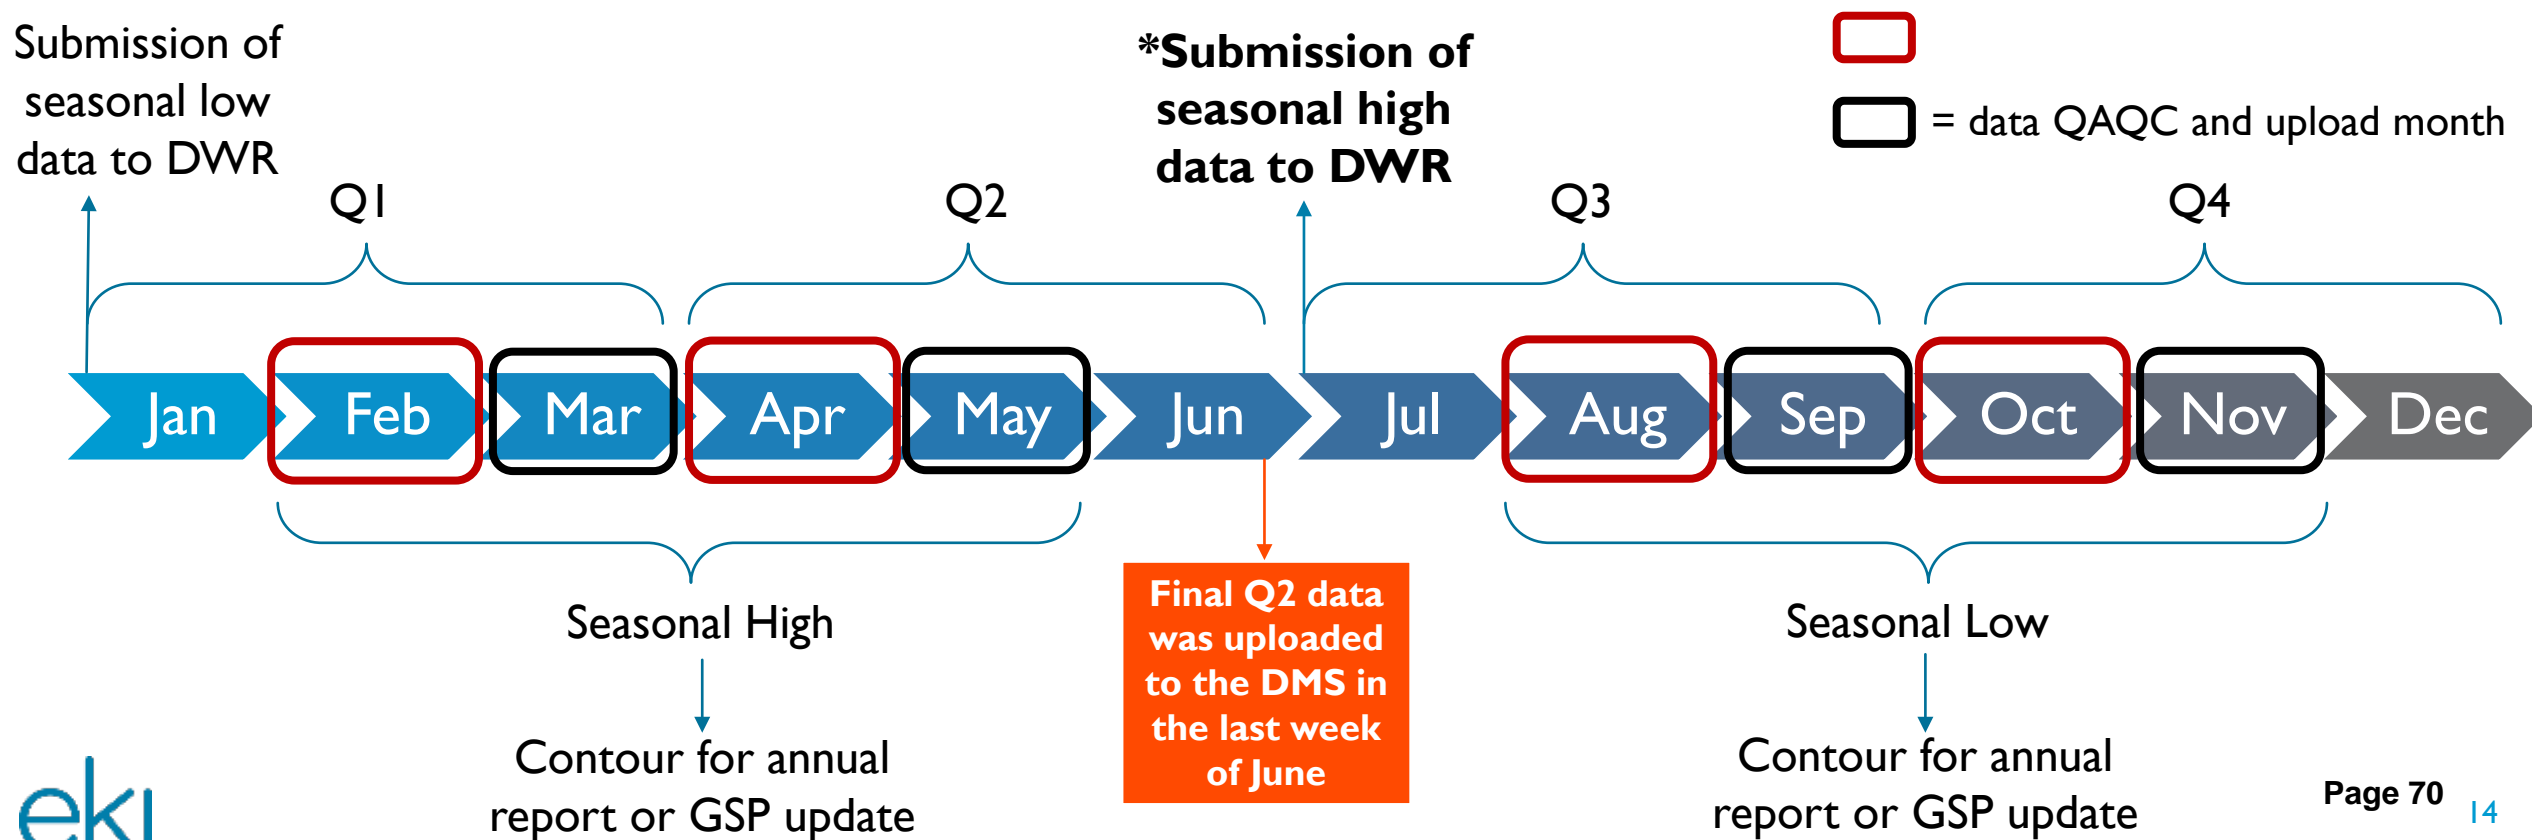 Submission of
seasonal low
data to DWR
*Submission of
seasonal high
data to DWR
= data QAQC and upload month
Q1
Q2
Q3
Q4
Jan
Feb
Mar
Apr
May
Jun
Jul
Aug
Sep
Oct
Nov
Dec
Seasonal High
Contour for annual
report or GSP update
Final Q2 data
was uploaded
to the DMS in
the last week
of June
Seasonal Low
Contour for annual
report or GSP update
eki
Page 70
14